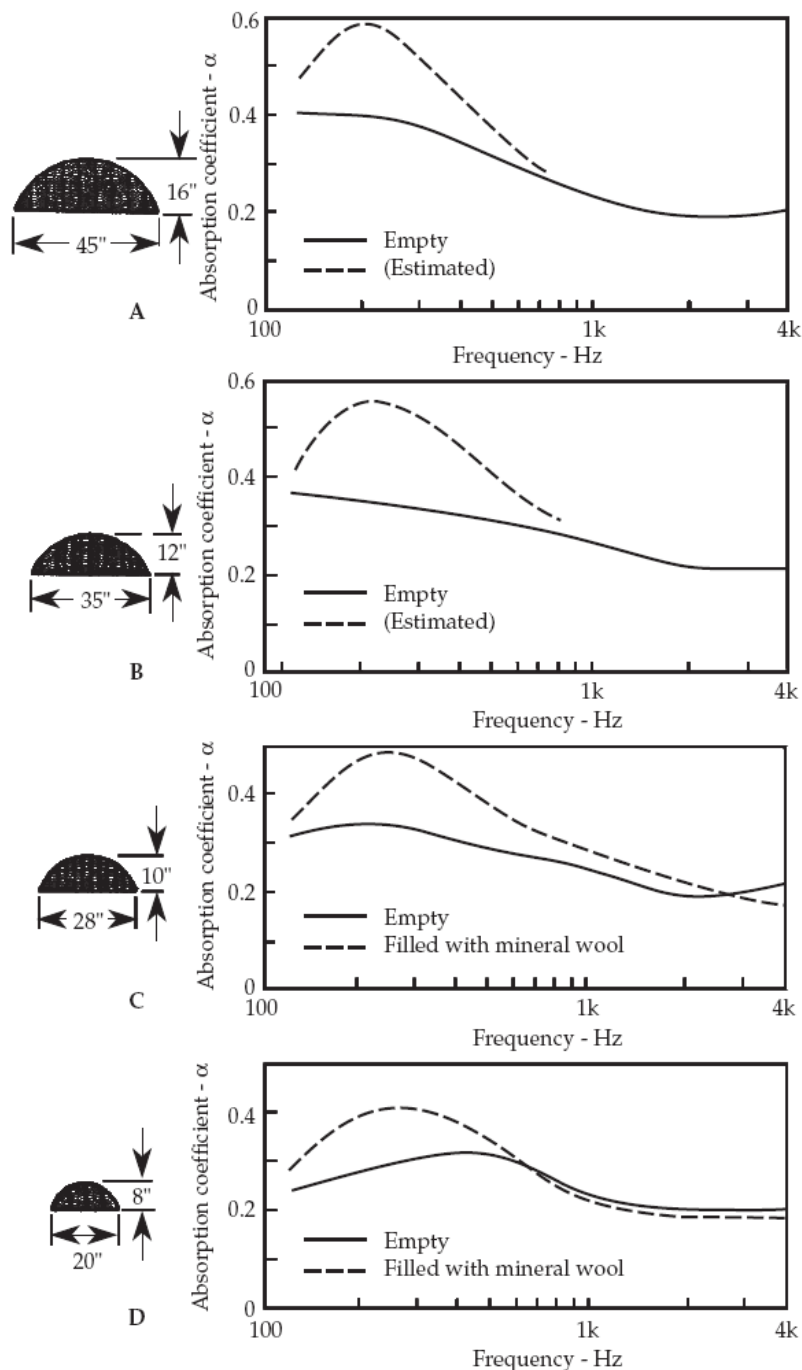 0.6
Absorption coefficient - α
0.4
16"
0.2
45"
Empty
(Estimated)
A
0
100
1k
4k
Frequency - Hz
0.6
Absorption coefficient - α
0.4
12"
0.2
35"
Empty
(Estimated)
B
0
100
1k
4k
Frequency - Hz
Absorption coefficient - α
0.4
10"
0.2
28"
Empty
Filled with mineral wool
C
0
100
1k
4k
Frequency - Hz
Absorption coefficient - α
0.4
8"
0.2
20"
Empty
Filled with mineral wool
D
0
100
1k
4k
Frequency - Hz